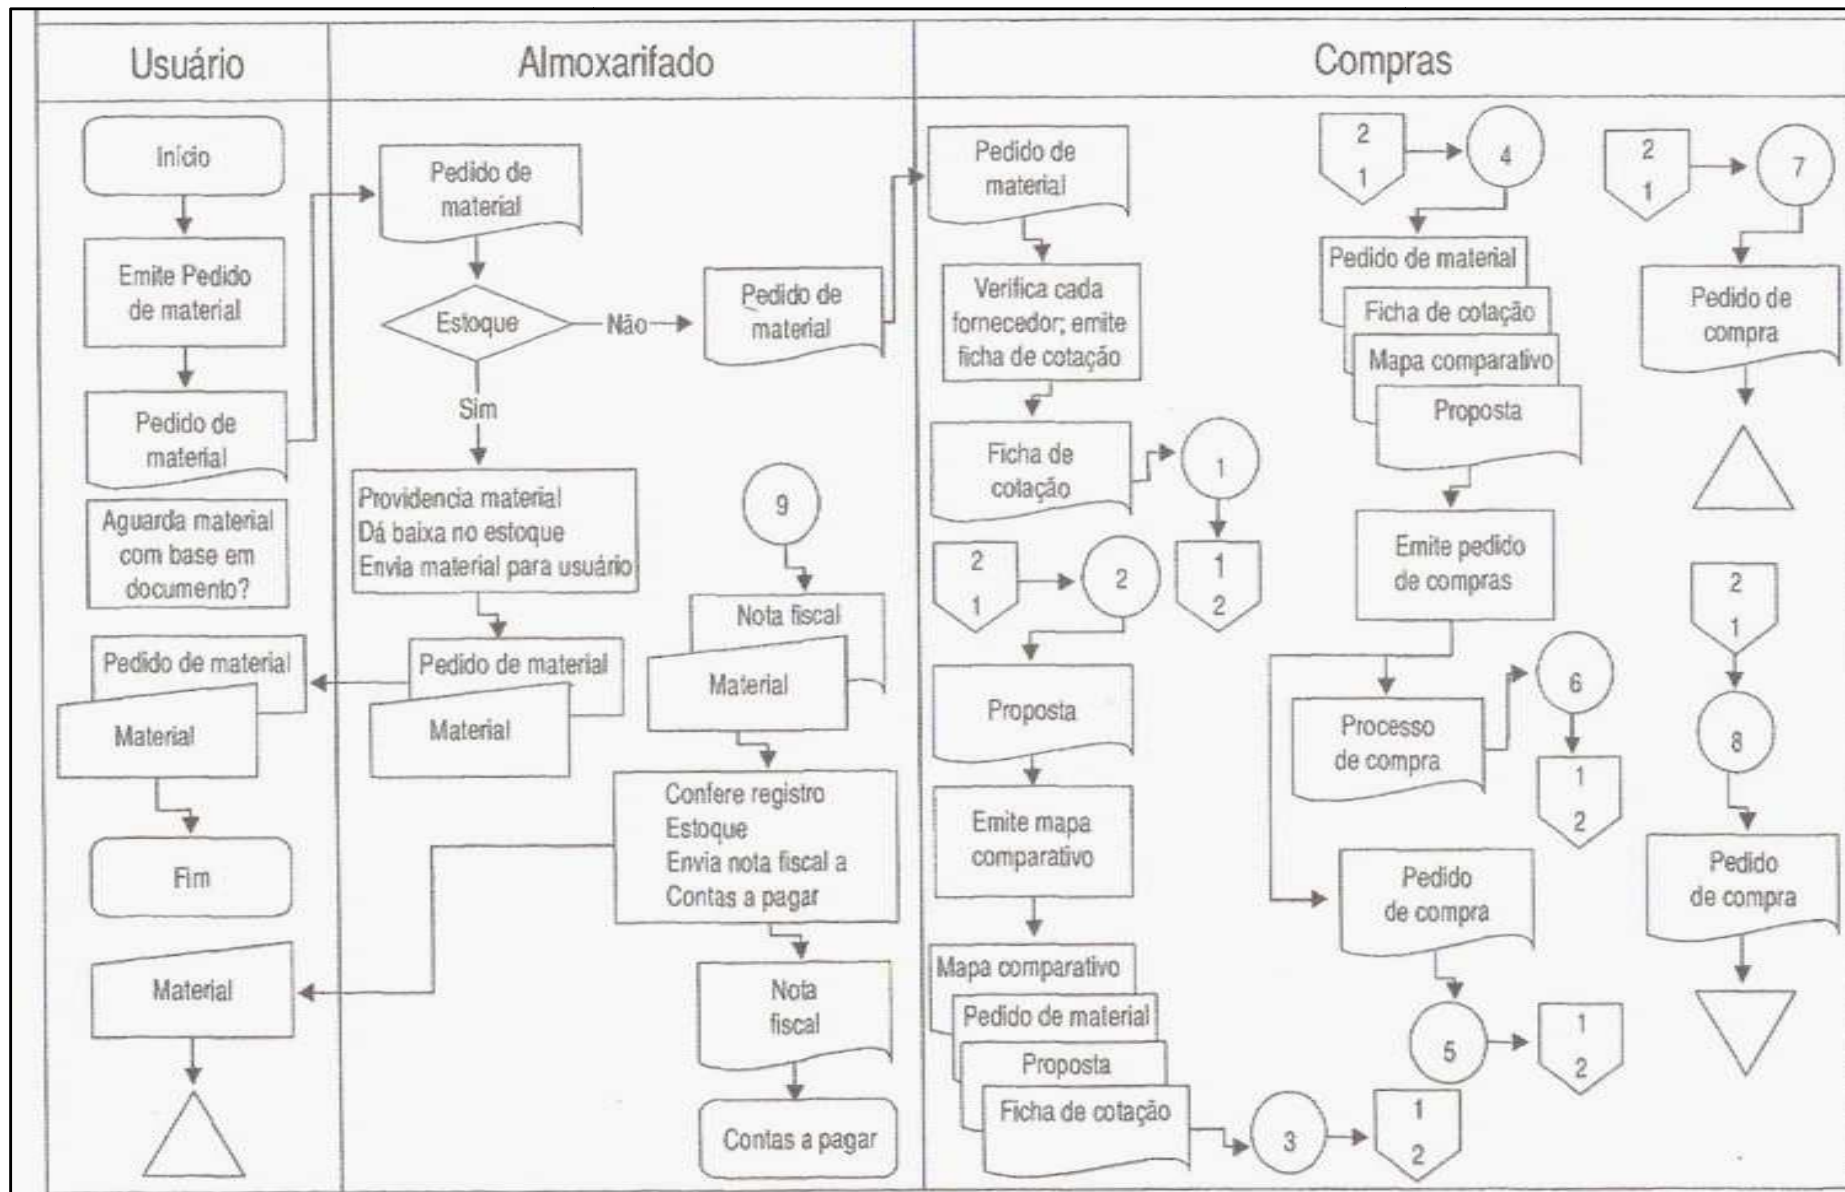 Usuário
Almoxarifado
Compras
Início
Emite Pedido
de material
Pedido de
material
Aguarda material
com base em
documento?
Pedido de material
Material
Fim
Material
Pedido de
material
Estoque
Não
Pedido de
material
Sim
Providencia material
Dá baixa no estoque
Envia material para usuário
Pedido de material
Material
9
Nota fiscal
Material
Confere registro
Estoque
Envia nota fiscal a
Contas a pagar
Nota
fiscal
Contas a pagar
Pedido de
material
Verifica cada
fornecedor; emite
ficha de cotação
Ficha de
cotação
1
1
2
2
1
2
Proposta
Emite mapa
comparativo
Mapa comparativo
Pedido de material
Proposta
Ficha de cotação
3
1
2
2
1
4
Pedido de material
Ficha de cotação
Mapa comparativo
Proposta
Emite pedido
de compras
Processo
de compra
6
1
2
Pedido
de compra
5
1
2
2
1
7
Pedido de
compra
2
1
8
Pedido
de compra